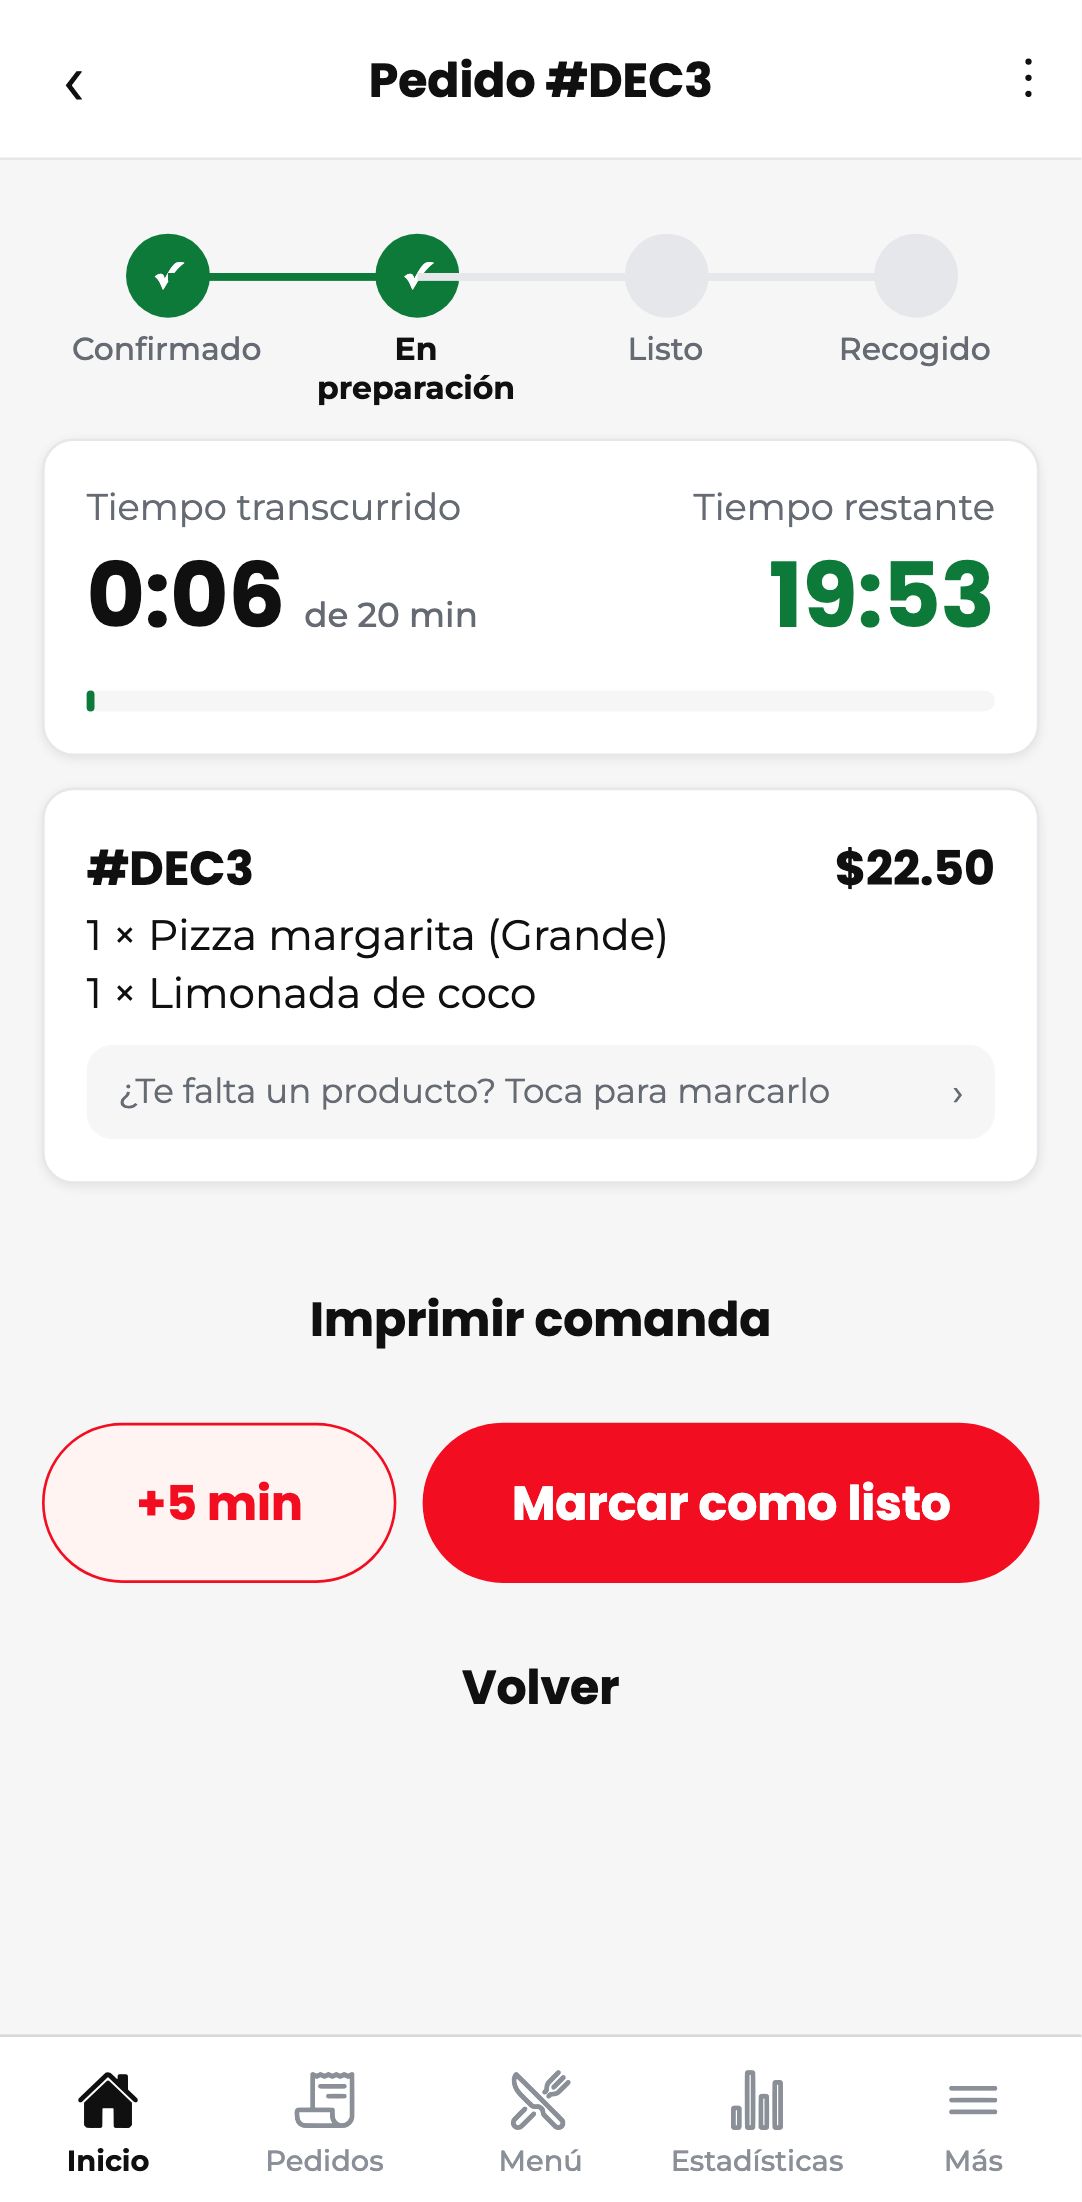 Pedido #DEC3
Confirmado
En preparación
Listo
Recogido
Tiempo transcurrido
Tiempo restante
0:06 de 20 min
19:53
#DEC3
$22.50
1 × Pizza margarita (Grande)
1 × Limonada de coco
¿Te falta un producto? Toca para marcarlo
Imprimir comanda
+5 min
Marcar como listo
Volver
Inicio
Pedidos
Menú
Estadísticas
Más